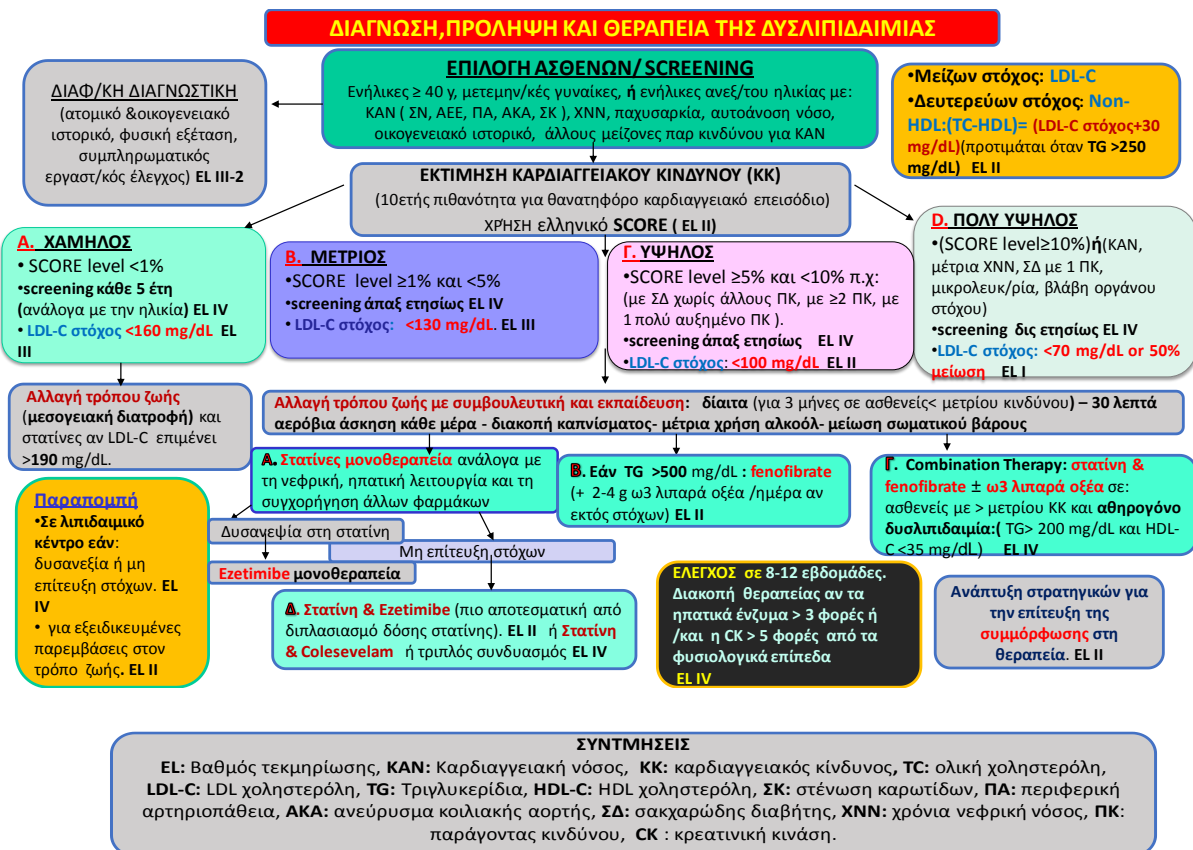 ΔΙΑΓΝΩΣΗ,ΠΡΟΛΗΨΗ ΚΑΙ ΘΕΡΑΠΕΙΑ ΤΗΣ ΔΥΣΛΙΠΙΔΑΙΜΙΑΣ
ΔΙΑΦ/ΚΗ ΔΙΑΓΝΩΣΤΙΚΗ
(ατομικό &οικογενειακό
ιστορικό, φυσική εξέταση,
συμπληρωματικός
εργαστ/κός έλεγχος) EL III-2
ΕΠΙΛΟΓΗ ΑΣΘΕΝΩΝ/ SCREENING
Ενήλικες ≥ 40 y, μετεμην/κές γυναίκες, ή ενήλικες ανεξ/του ηλικίας με:
ΚΑΝ ( ΣΝ, ΑΕΕ, ΠΑ, ΑΚΑ, ΣΚ ), ΧΝΝ, παχυσαρκία, αυτοάνοση νόσο,
οικογενειακό ιστορικό, άλλους μείζονες παρ κινδύνου για ΚΑΝ
•Μείζων στόχος: LDL-C
•Δευτερεύων στόχος: Non-
HDL:(TC-HDL)= (LDL-C στόχος+30
mg/dL)(προτιμάται όταν TG >250
mg/dL) EL II
ΕΚΤΙΜΗΣΗ ΚΑΡΔΙΑΓΓΕΙΑΚΟΥ ΚΙΝΔΥΝΟΥ (ΚΚ)
(10ετής πιθανότητα για θανατηφόρο καρδιαγγειακό επεισόδιο)
ΧΡΉΣΗ ελληνικό SCORE ( EL II)
Α. ΧΑΜΗΛΟΣ
• SCORE level <1%
•screening κάθε 5 έτη
(ανάλογα με την ηλικία) EL IV
• LDL-C στόχος <160 mg/dL EL
III
Β. ΜΕΤΡΙΟΣ
•SCORE level ≥1% και <5%
•screening άπαξ ετησίως EL IV
• LDL-C στόχος: <130 mg/dL. EL III
Γ. ΥΨΗΛΟΣ
•SCORE level ≥5% και <10% π.χ:
(με ΣΔ χωρίς άλλους ΠΚ, με ≥2 ΠΚ, με
1 πολύ αυξημένο ΠΚ ).
•screening άπαξ ετησίως EL IV
•LDL-C στόχος: <100 mg/dL EL II
D. ΠΟΛΥ ΥΨΗΛΟΣ
•(SCORE level≥10%)ή(ΚΑΝ,
μέτρια ΧΝΝ, ΣΔ με 1 ΠΚ,
μικρολευκ/ρία, βλάβη οργάνου
στόχου)
•screening δις ετησίως EL IV
•LDL-C στόχος: <70 mg/dL or 50%
μείωση EL I
Αλλαγή τρόπου ζωής
(μεσογειακή διατροφή) και
στατίνες αν LDL-C επιμένει
>190 mg/dL.
Αλλαγή τρόπου ζωής με συμβουλευτική και εκπαίδευση: δίαιτα (για 3 μήνες σε ασθενείς< μετρίου κινδύνου) – 30 λεπτά
αερόβια άσκηση κάθε μέρα - διακοπή καπνίσματος- μέτρια χρήση αλκοόλ- μείωση σωματικού βάρους
Α. Στατίνες μονοθεραπεία ανάλογα με
τη νεφρική, ηπατική λειτουργία και τη
συγχορήγηση άλλων φαρμάκων
Β. Εάν TG >500 mg/dL : fenofibrate
(+ 2-4 g ω3 λιπαρά οξέα /ημέρα αν
εκτός στόχων) EL II
Γ. Combination Therapy: στατίνη &
fenofibrate ± ω3 λιπαρά οξέα σε:
ασθενείς με > μετρίου ΚΚ και αθηρογόνο
δυσλιπιδαιμία:( TG> 200 mg/dL και HDL-
C <35 mg/dL) EL IV
Παραπομπή
•Σε λιπιδαιμικό
κέντρο εάν:
δυσανεξία ή μη
επίτευξη στόχων. EL
IV
• για εξειδικευμένες
παρεμβάσεις στον
τρόπο ζωής. EL II
Δυσανεψία στη στατίνη
Μη επίτευξη στόχων
Ezetimibe μονοθεραπεία
Δ. Στατίνη & Ezetimibe (πιο αποτεσματική από
διπλασιασμό δόσης στατίνης). EL II ή Στατίνη
& Colesevelam ή τριπλός συνδυασμός EL IV
ΕΛΕΓΧΟΣ σε 8-12 εβδομάδες.
Διακοπή θεραπείας αν τα
ηπατικά ένζυμα > 3 φορές ή
/και η CK > 5 φορές από τα
φυσιολογικά επίπεδα
EL IV
Ανάπτυξη στρατηγικών για
την επίτευξη της
συμμόρφωσης στη
θεραπεία. EL II
ΣΥΝΤΜΗΣΕΙΣ
EL: Βαθμός τεκμηρίωσης, ΚΑΝ: Καρδιαγγειακή νόσος, ΚΚ: καρδιαγγειακός κίνδυνος, TC: ολική χοληστερόλη,
LDL-C: LDL χοληστερόλη, TG: Τριγλυκερίδια, HDL-C: HDL χοληστερόλη, ΣΚ: στένωση καρωτίδων, ΠΑ: περιφερική
αρτηριοπάθεια, ΑΚΑ: ανεύρυσμα κοιλιακής αορτής, ΣΔ: σακχαρώδης διαβήτης, ΧΝΝ: χρόνια νεφρική νόσος, ΠΚ:
παράγοντας κινδύνου, CK : κρεατινική κινάση.